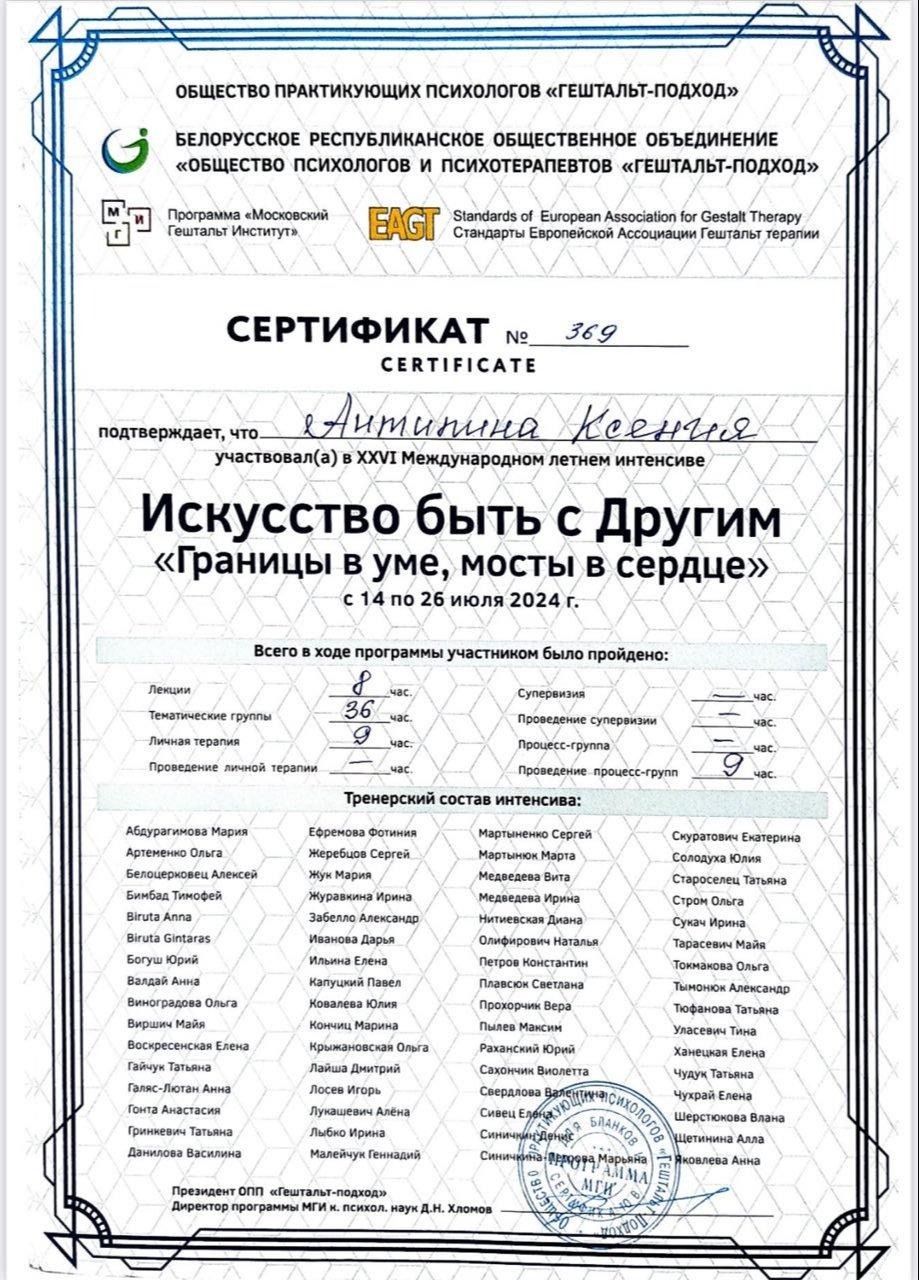 ОБЩЕСТВО ПРАКТИКУЮЩИХ ПСИХОЛОГОВ «ГЕШТАЛЬТ-ПОДХОД»
БЕЛОРУССКОЕ РЕСПУБЛИКАНСКОЕ ОБЩЕСТВЕННОЕ ОБЪЕДИНЕНИЕ
«ОБЩЕСТВО ПСИХОЛОГОВ И ПСИХОТЕРАПЕВТОВ «ГЕШТАЛЬТ-ПОДХОД»
М И Г
Программа «Московский
Гештальт Институт»
EAGT
Standards of European Association for Gestalt Therapy
Стандарты Европейской Ассоциации Гештальт терапии
СЕРТИФИКАТ № 369
CERTIFICATE
подтверждает, что Антипина Ксения
участвовал(а) в XXVI Международном летнем интенсиве
Искусство быть с Другим
«Границы в уме, мосты в сердце»
с 14 по 26 июля 2024 г.
Всего в ходе программы участником было пройдено:
Лекции 8 час.
Тематические группы 36 час.
Личная терапия 9 час.
Проведение личной терапии — час.
Супервизия — час.
Проведение супервизии — час.
Процесс-группа — час.
Проведение процесс-групп 9 час.
Тренерский состав интенсива:
Абдурагимова Мария
Артеменко Ольга
Белоцерковец Алексей
Бимбад Тимофей
Biruta Anna
Biruta Gintaras
Богуш Юрий
Валдай Анна
Виноградова Ольга
Виршич Майя
Воскресенская Елена
Гайчук Татьяна
Галяс-Лютан Анна
Гонта Анастасия
Гринкевич Татьяна
Данилова Василина
Ефремова Фотиния
Жеребцов Сергей
Жук Мария
Журавкина Ирина
Забелло Александр
Иванова Дарья
Ильина Елена
Капуцкий Павел
Ковалева Юлия
Кончиц Марина
Крыжановская Ольга
Лайша Дмитрий
Лосев Игорь
Лукашевич Алёна
Лыбко Ирина
Малейчук Геннадий
Мартыненко Сергей
Мартынюк Марта
Медведева Вита
Медведева Ирина
Нитиевская Диана
Олифирович Наталья
Петров Константин
Плавсюк Светлана
Прохорчик Вера
Пылев Максим
Раханский Юрий
Сахончик Виолетта
Свердлова Валентина
Сивец Елена
Синичкин Денис
Синичкина-Петрова Марьяна
Скуратович Екатерина
Солодуха Юлия
Староселец Татьяна
Стром Ольга
Сукач Ирина
Тарасевич Майя
Токмакова Ольга
Тымонюк Александр
Тюфанова Татьяна
Уласевич Тина
Ханецкая Елена
Чудук Татьяна
Чухрай Елена
Шерстюкова Влана
Щетинина Алла
Яковлева Анна
Президент ОПП «Гештальт-подход»
Директор программы МГИ к. психол. наук Д.Н. Хломов
Общество практикующих психологов «Гештальт Подход»
ДЛЯ БЛАНКОВ
ПРОГРАММА
МГИ